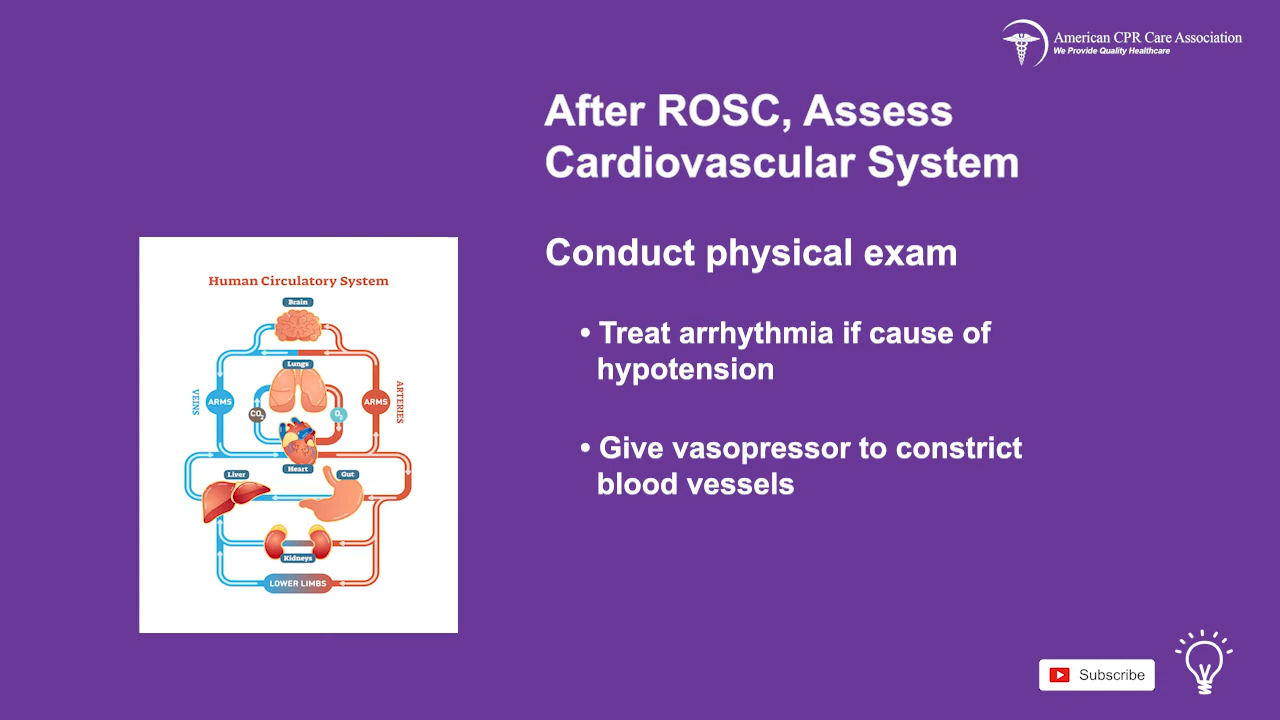 American CPR Care Association
We Provide Quality Healthcare
After ROSC, Assess
Cardiovascular System
Conduct physical exam
• Treat arrhythmia if cause of
hypotension
• Give vasopressor to constrict
blood vessels
Human Circulatory System
Brain
Lungs
VEINS
ARMS
CO2
O2
ARMS
ARTERIES
Heart
Liver
Gut
Kidneys
LOWER LIMBS
Subscribe